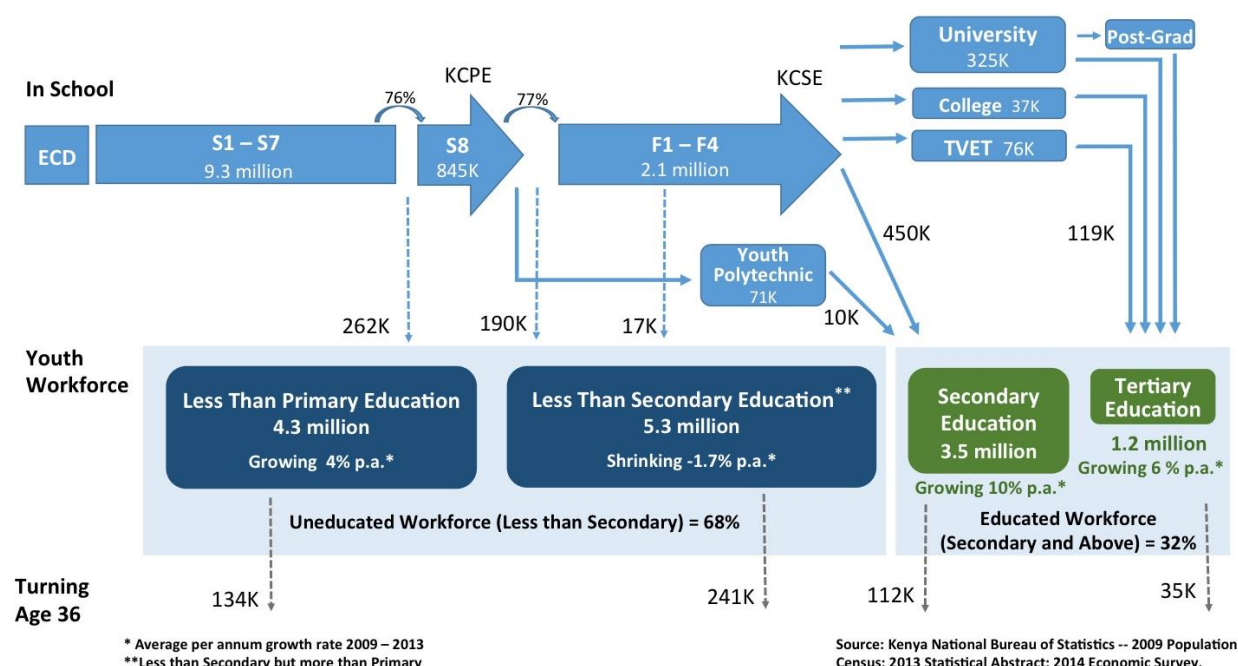 In School
ECD
S1 – S7
9.3 million
76%
KCPE
S8
845K
77%
F1 – F4
2.1 million
KCSE
University
325K
Post-Grad
College 37K
TVET 76K
450K
119K
Youth
Polytechnic
71K
10K
262K
190K
17K
Youth
Workforce
Less Than Primary Education
4.3 million
Growing 4% p.a.*
Less Than Secondary Education**
5.3 million
Shrinking -1.7% p.a.*
Uneducated Workforce (Less than Secondary) = 68%
Secondary
Education
3.5 million
Growing 10% p.a.*
Tertiary
Education
1.2 million
Growing 6 % p.a.*
Educated Workforce
(Secondary and Above) = 32%
Turning
Age 36
134K
241K
112K
35K
* Average per annum growth rate 2009 – 2013
**Less than Secondary but more than Primary
Source: Kenya National Bureau of Statistics -- 2009 Population
Census; 2013 Statistical Abstract; 2014 Economic Survey.